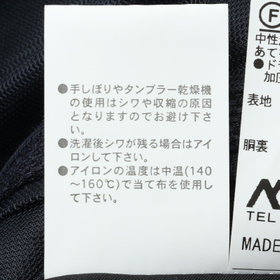 ●手しぼりやタンブラー乾燥機
の使用はシワや収縮の原因
となりますのでお避け下さ
い。
●洗濯後シワが残る場合はアイ
ロンして下さい。
●アイロンの温度は中温(140
~160℃)で当て布を使用し
て下さい。
F
中性
あて
●ド
加圧
表地
胴裏
TEL
MADE